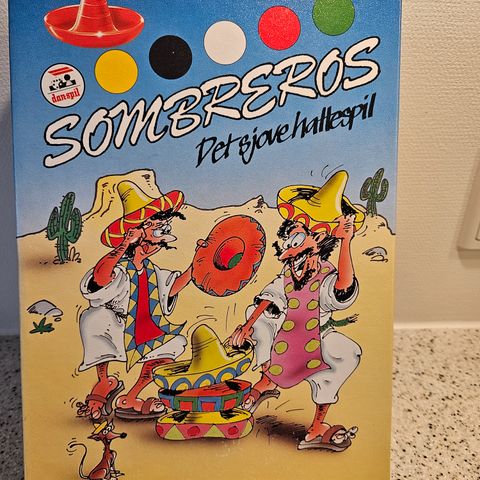 danspil
SOMBREROS
Det sjove hattespil